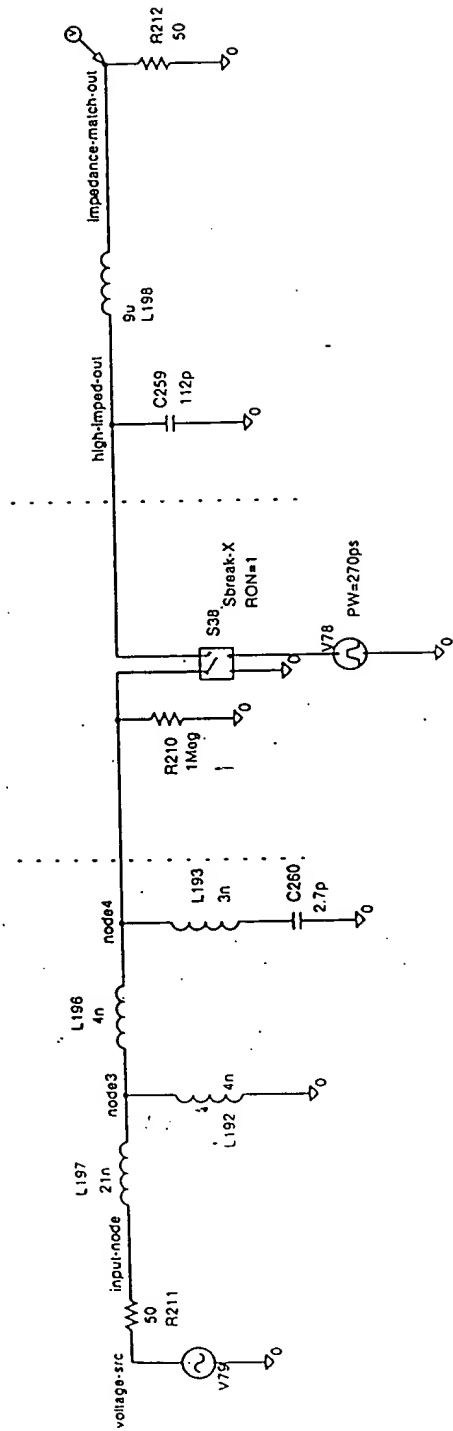 voltage-src
V79
0
50
R211
input-node
L197
21n
node3
4n
L192
0
L196
4n
node4
L193
3n
C260
2.7p
0
R210
1Meg
0
S38
Sbreak-X
RON=1
0
V78
PW=270ps
0
high-imped-out
C259
112p
0
9u
L198
impedance-match-out
V
R212
50
0